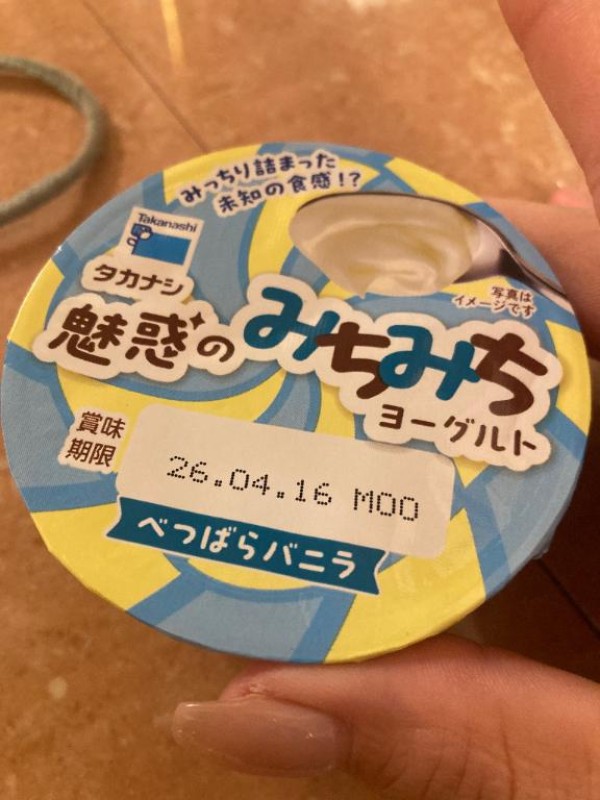 みっちり詰まった
未知の食感!?
Takanashi
タカナシ
写真は
イメージです
魅惑の
みちみち
ヨーグルト
賞味
期限
26.04.16 M00
べつばらバニラ